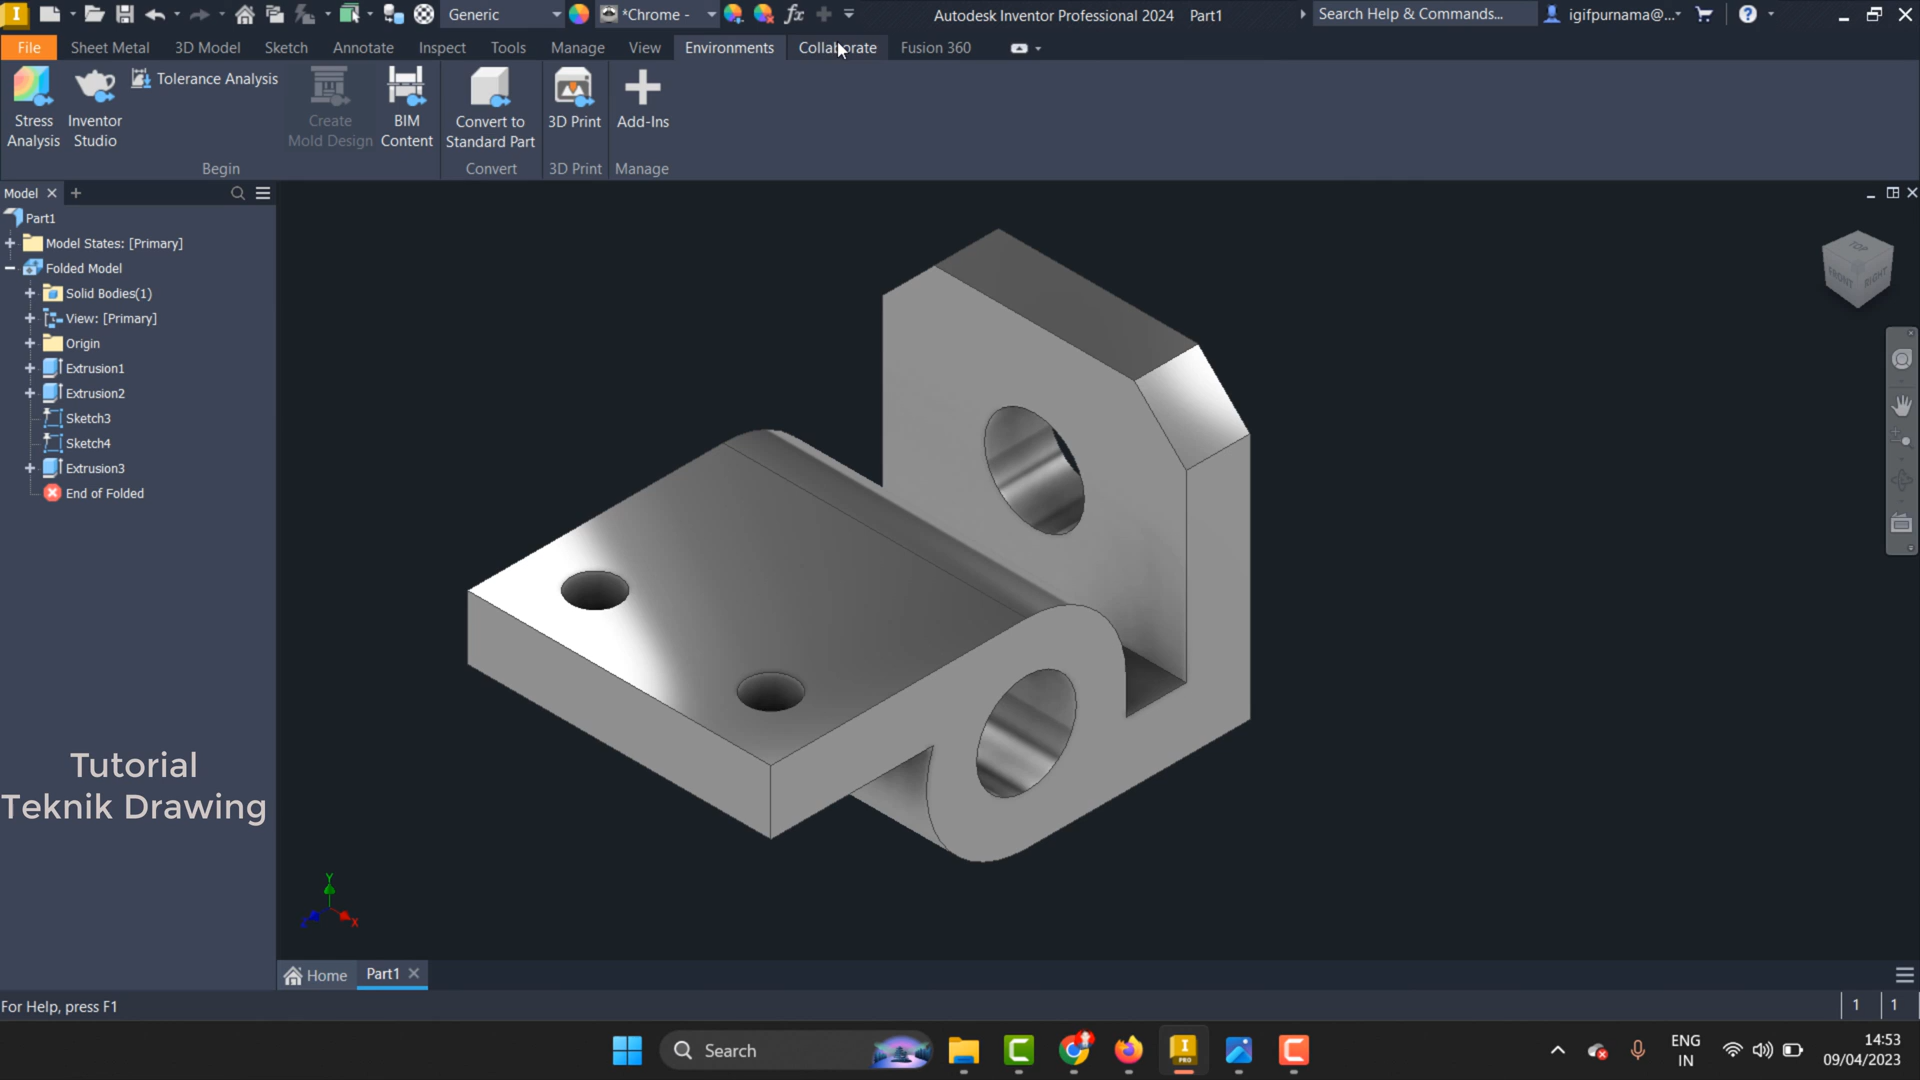 Generic
*Chrome -
Autodesk Inventor Professional 2024 Part1
Search Help & Commands...
igifpurnama@...
File
Sheet Metal
3D Model
Sketch
Annotate
Inspect
Tools
Manage
View
Environments
Collaborate
Fusion 360
Stress Analysis
Inventor Studio
Tolerance Analysis
Create Mold Design
BIM Content
Convert to Standard Part
3D Print
Add-Ins
Begin
Convert
3D Print
Manage
Model
Part1
Model States: [Primary]
Folded Model
Solid Bodies(1)
View: [Primary]
Origin
Extrusion1
Extrusion2
Sketch3
Sketch4
Extrusion3
End of Folded
TOP
FRONT
RIGHT
Tutorial
Teknik Drawing
Y
Z
X
Home
Part1
For Help, press F1
1
1
Search
ENG
IN
14:53
09/04/2023